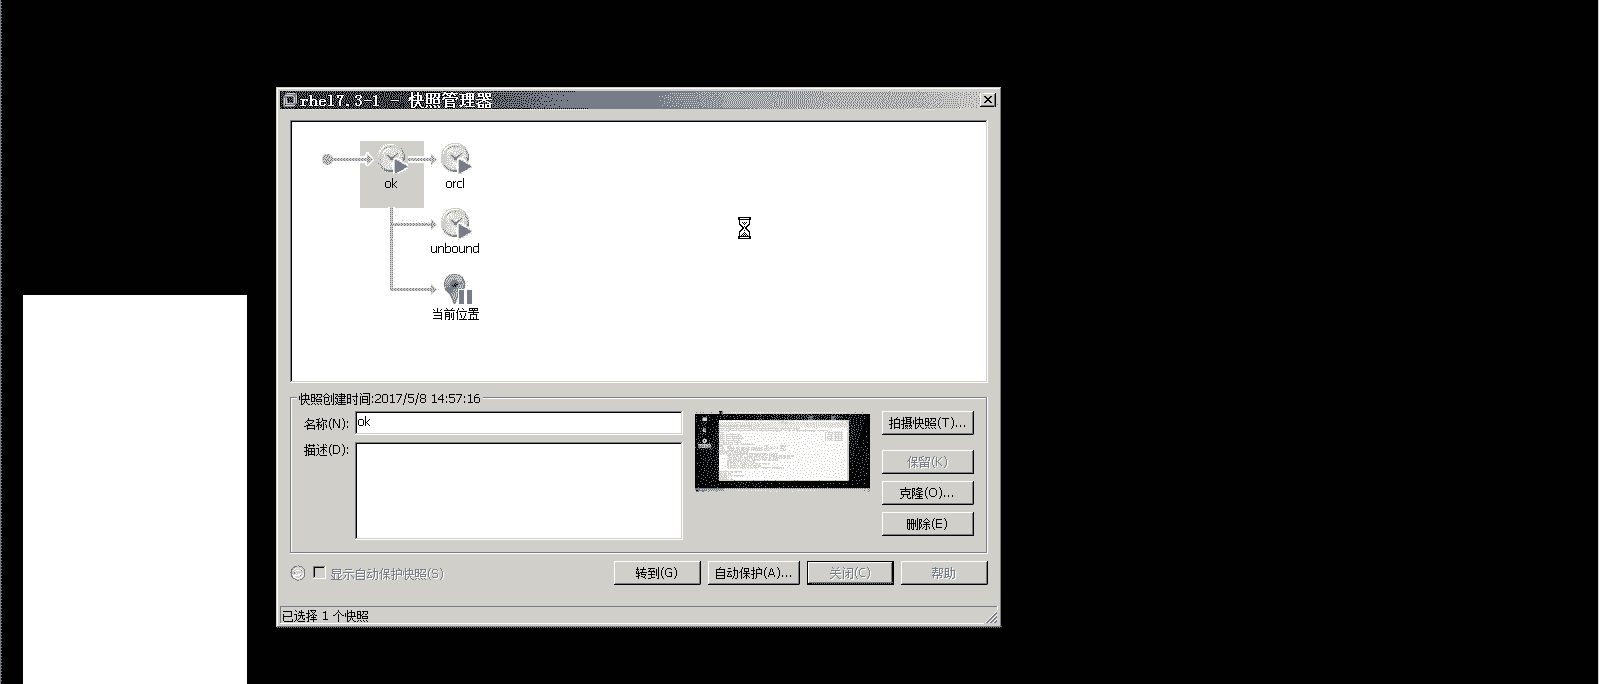 rhel7.3-1 - 快照管理器
ok
orcl
unbound
当前位置
快照创建时间:2017/5/8 14:57:16
名称(N):
ok
拍摄快照(T)...
描述(D):
保留(K)
克隆(O)...
删除(E)
显示自动保护快照(S)
转到(G)
自动保护(A)...
关闭(C)
帮助
已选择 1 个快照